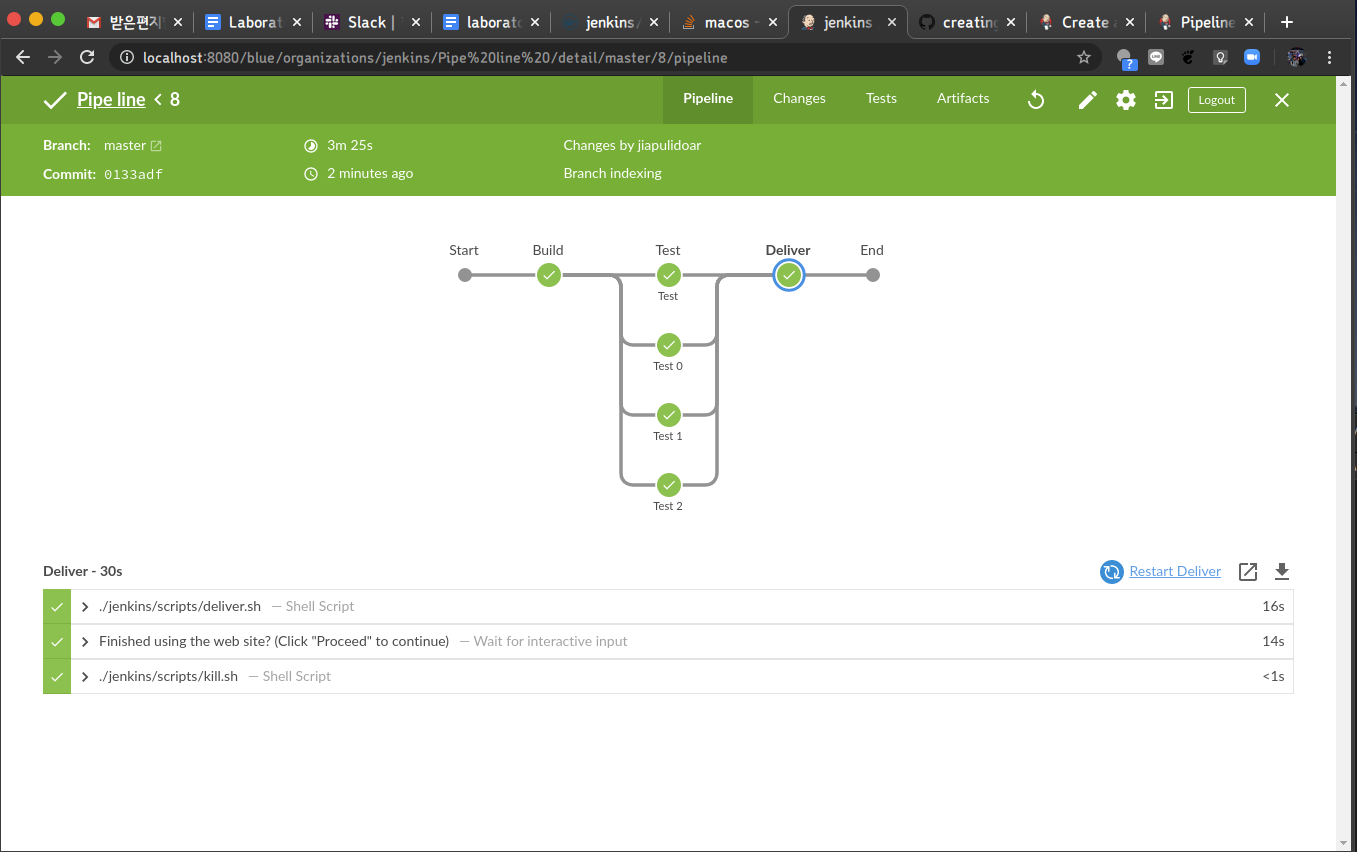 받은편지
Laborat
Slack |
laborato
jenkins/
macos -
jenkins
creating
Create a
Pipeline
localhost:8080/blue/organizations/jenkins/Pipe%20line%20/detail/master/8/pipeline
?
Pipe line < 8
Pipeline
Changes
Tests
Artifacts
Logout
Branch: master
3m 25s
Changes by jiapulidoar
Commit: 0133adf
2 minutes ago
Branch indexing
Start
Build
Test
Deliver
End
Test
Test 0
Test 1
Test 2
Deliver - 30s
Restart Deliver
./jenkins/scripts/deliver.sh — Shell Script
16s
Finished using the web site? (Click "Proceed" to continue) — Wait for interactive input
14s
./jenkins/scripts/kill.sh — Shell Script
<1s